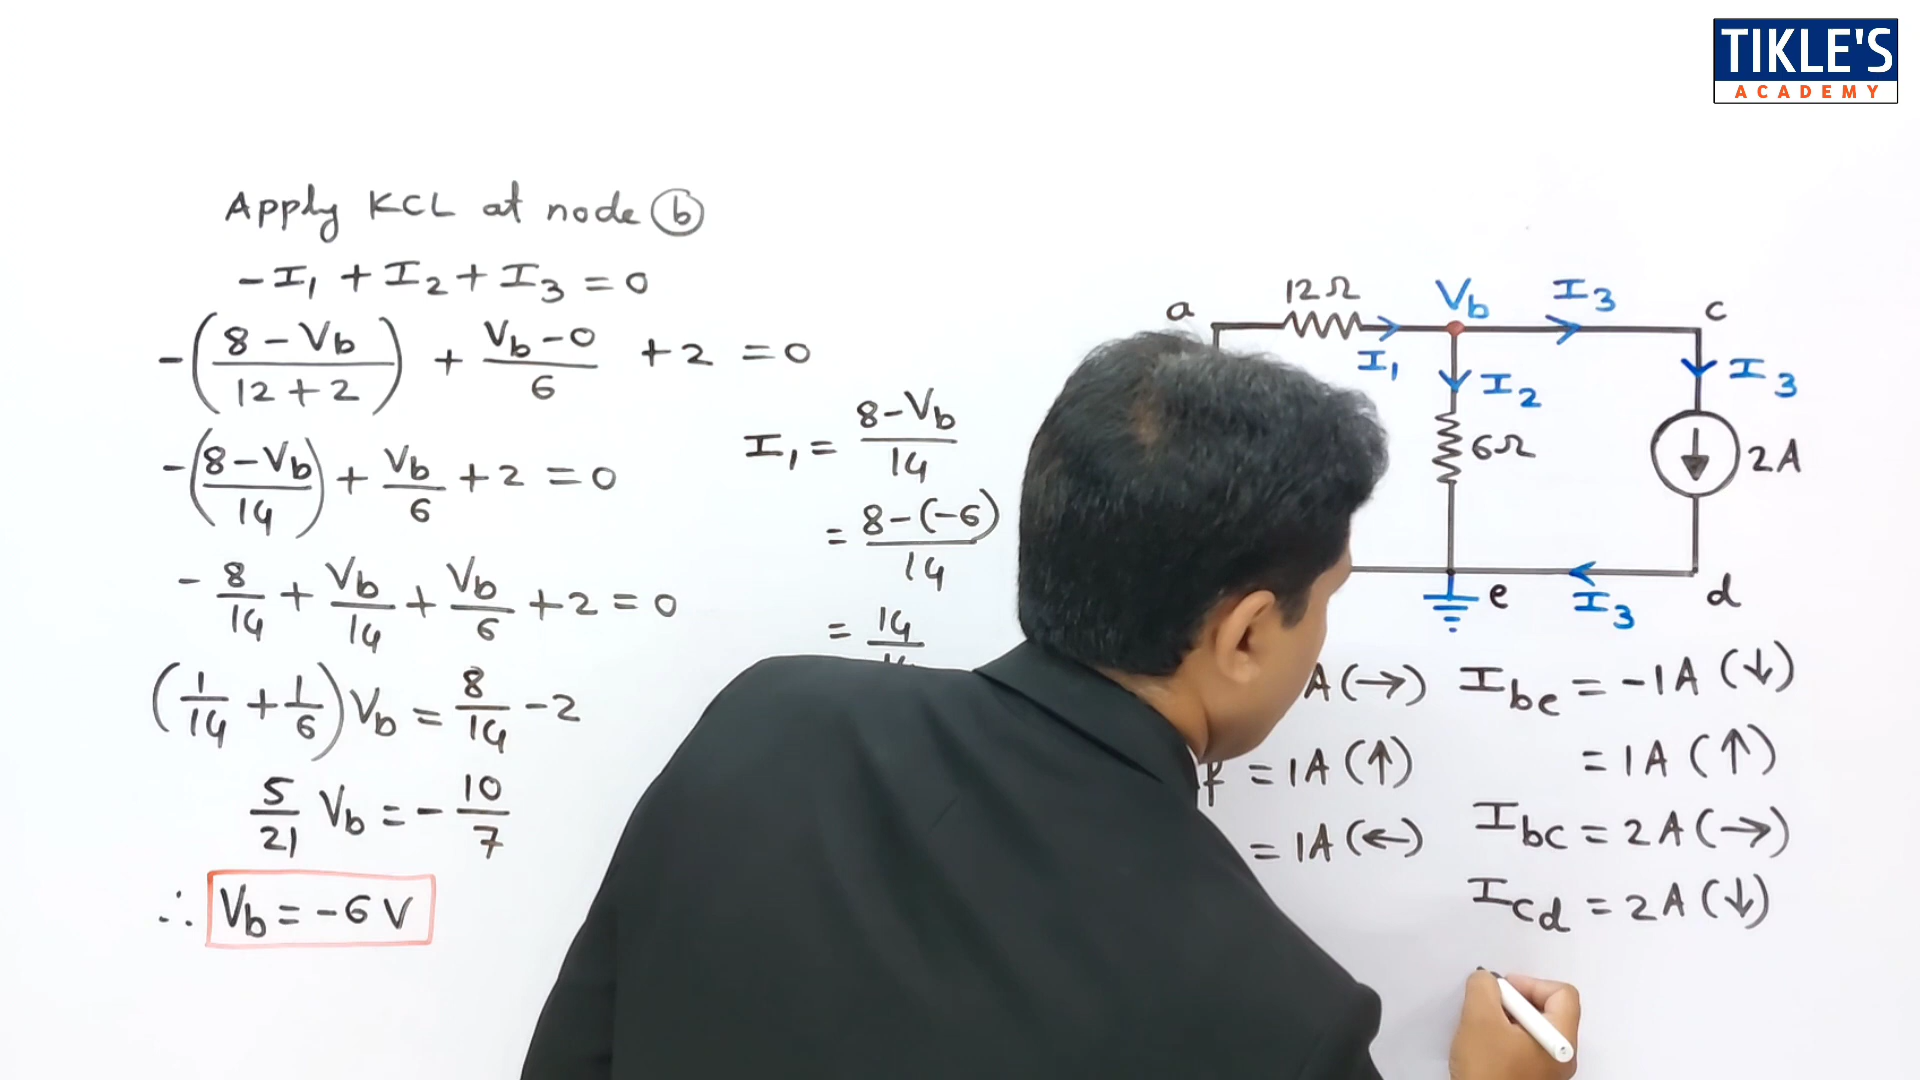 TIKLE'S
ACADEMY
Apply KCL at node (b)
-I₁ + I₂ + I₃ = 0
-((8 - Vb)/(12 + 2)) + (Vb - 0)/6 + 2 = 0
-((8 - Vb)/14) + Vb/6 + 2 = 0
-8/14 + Vb/14 + Vb/6 + 2 = 0
(1/14 + 1/6) Vb = 8/14 - 2
5/21 Vb = -10/7
∴ Vb = -6 V
I₁ = (8 - Vb)/14
= (8 - (-6))/14
= 14
a
12Ω
Vb
I₃
c
I₁
I₂
I₃
6Ω
2A
e
I₃
d
A (→)
= 1A (↑)
= 1A (←)
Ibe = -1A (↓)
= 1A (↑)
Ibc = 2A (→)
Icd = 2A (↓)